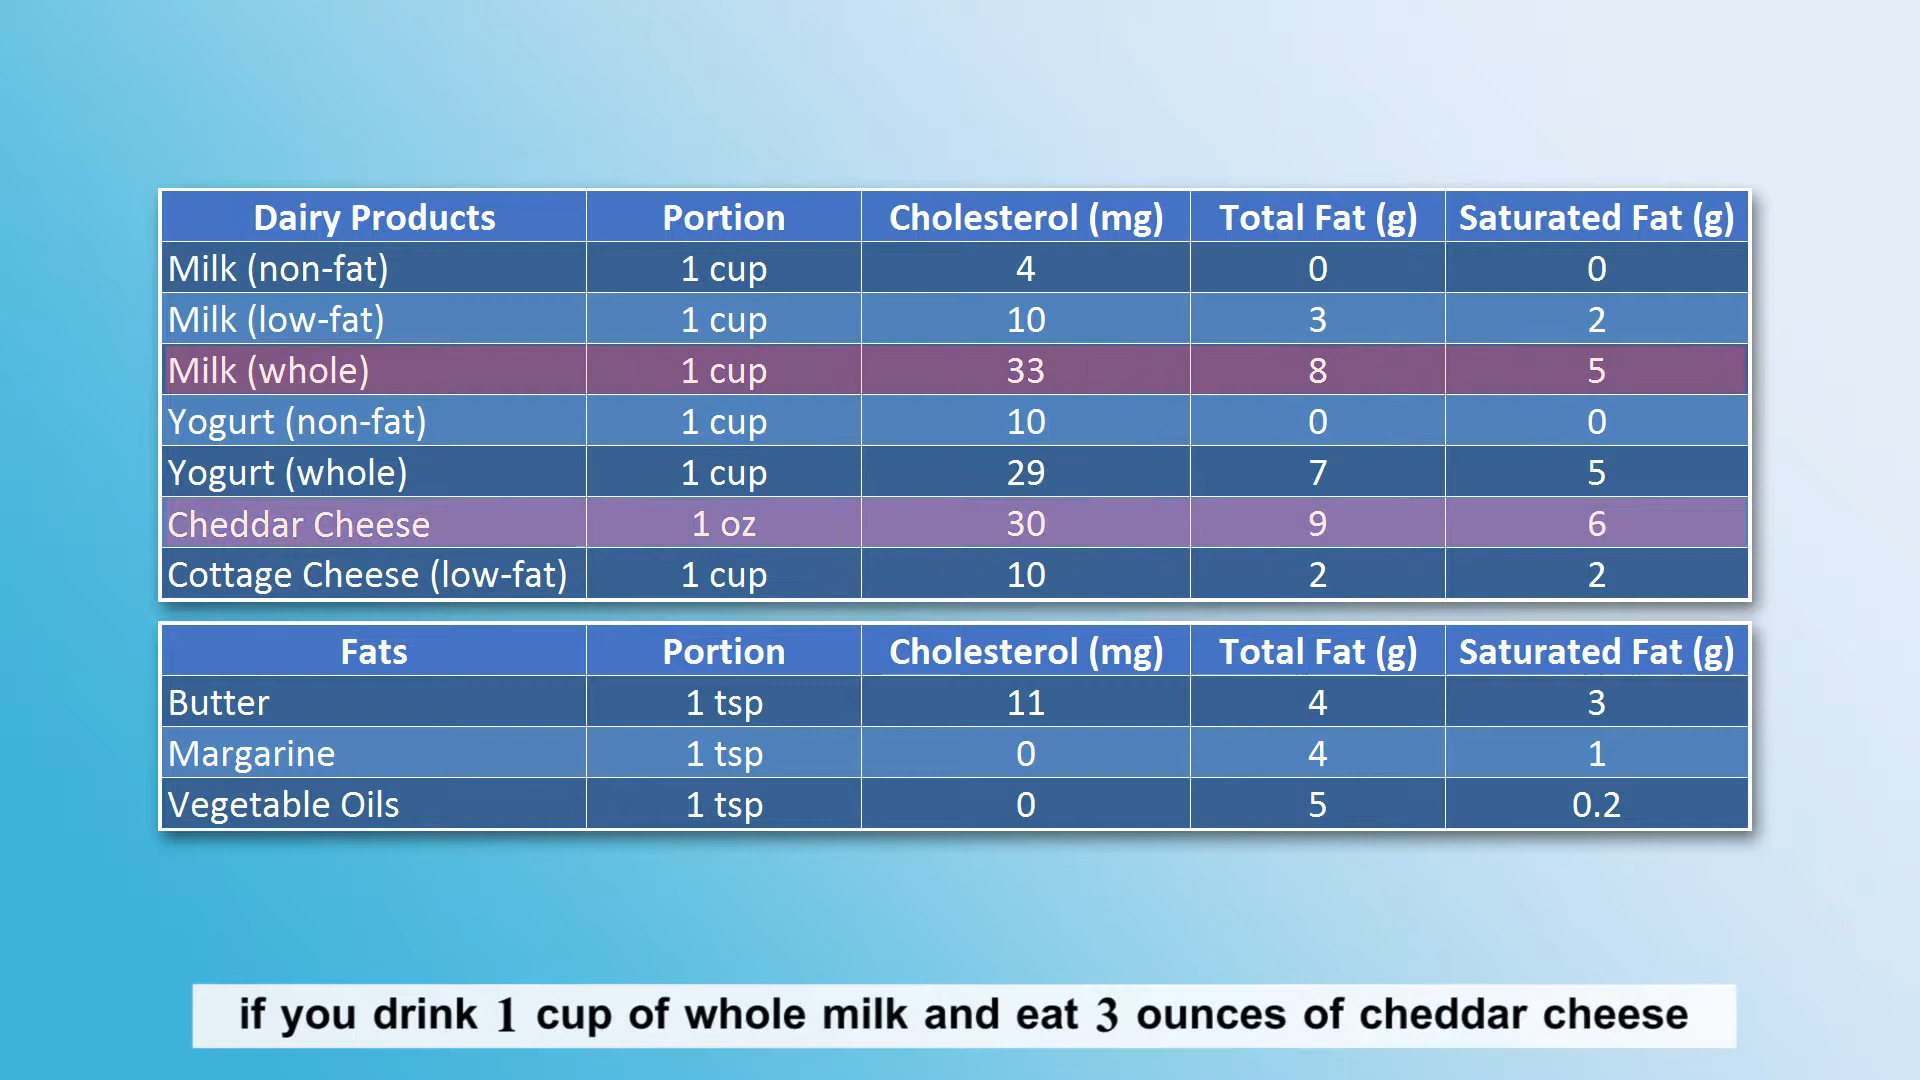 Dairy Products Portion Cholesterol (mg) Total Fat (g) Saturated Fat (g)
Milk (non-fat) 1 cup 4 0 0
Milk (low-fat) 1 cup 10 3 2
Milk (whole) 1 cup 33 8 5
Yogurt (non-fat) 1 cup 10 0 0
Yogurt (whole) 1 cup 29 7 5
Cheddar Cheese 1 oz 30 9 6
Cottage Cheese (low-fat) 1 cup 10 2 2
Fats Portion Cholesterol (mg) Total Fat (g) Saturated Fat (g)
Butter 1 tsp 11 4 3
Margarine 1 tsp 0 4 1
Vegetable Oils 1 tsp 0 5 0.2
if you drink 1 cup of whole milk and eat 3 ounces of cheddar cheese